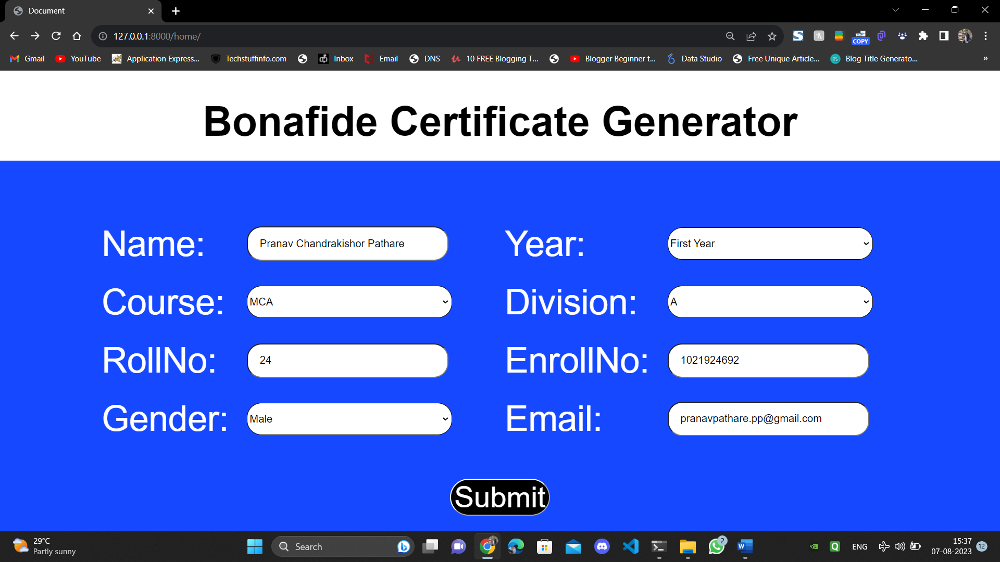 Document
127.0.0.1:8000/home/
COPY
Gmail YouTube Application Express... Techstuffinfo.com Inbox Email DNS 10 FREE Blogging T... Blogger Beginner t... Data Studio Free Unique Article... TS Blog Title Generato... »
Bonafide Certificate Generator
Name: Pranav Chandrakishor Pathare Year: First Year
Course: MCA Division: A
RollNo: 24 EnrollNo: 1021924692
Gender: Male Email: pranavpathare.pp@gmail.com
Submit
29°C
Partly sunny
Search
2
ENG
15:37
07-08-2023
12